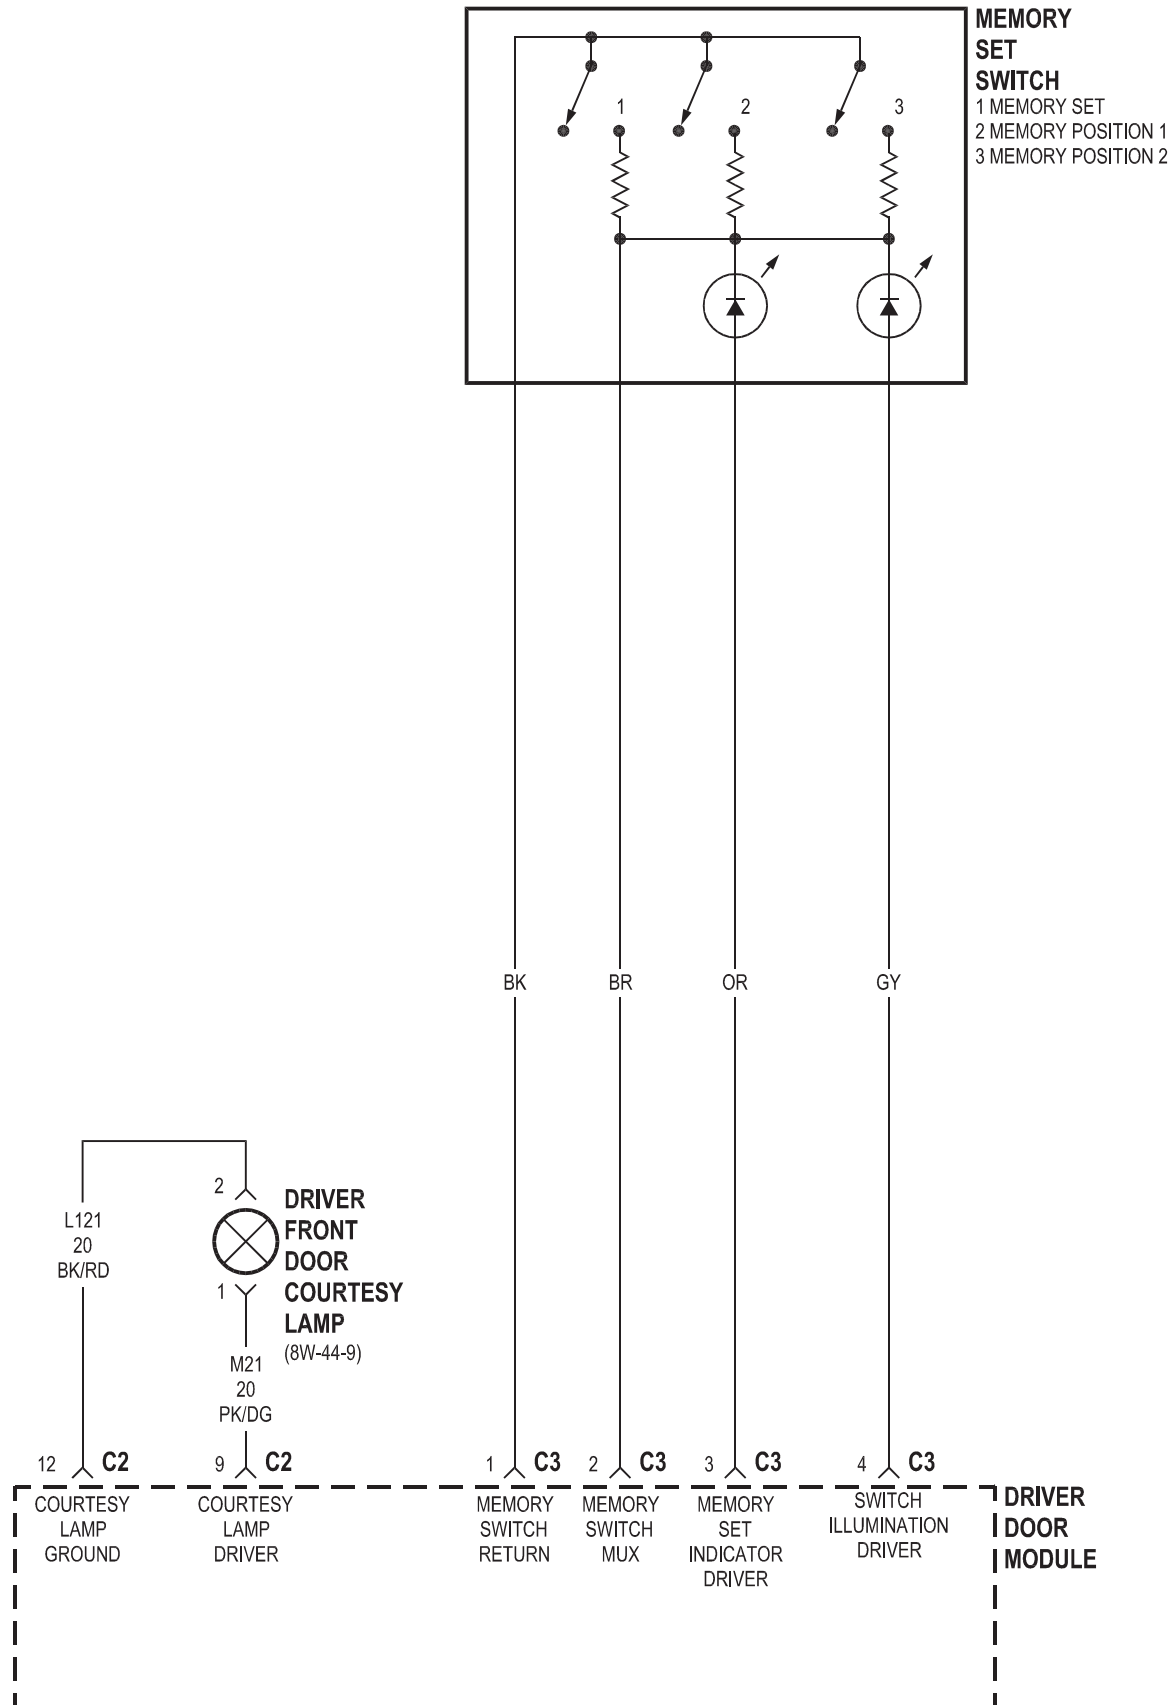 MEMORY
SET
SWITCH
1 MEMORY SET
2 MEMORY POSITION 1
3 MEMORY POSITION 2
1
2
3
BK
BR
OR
GY
2
L121
20
BK/RD
DRIVER
FRONT
DOOR
COURTESY
LAMP
(8W-44-9)
1
M21
20
PK/DG
12 C2
9 C2
1 C3
2 C3
3 C3
4 C3
COURTESY
LAMP
GROUND
COURTESY
LAMP
DRIVER
MEMORY
SWITCH
RETURN
MEMORY
SWITCH
MUX
MEMORY
SET
INDICATOR
DRIVER
SWITCH
ILLUMINATION
DRIVER
DRIVER
DOOR
MODULE